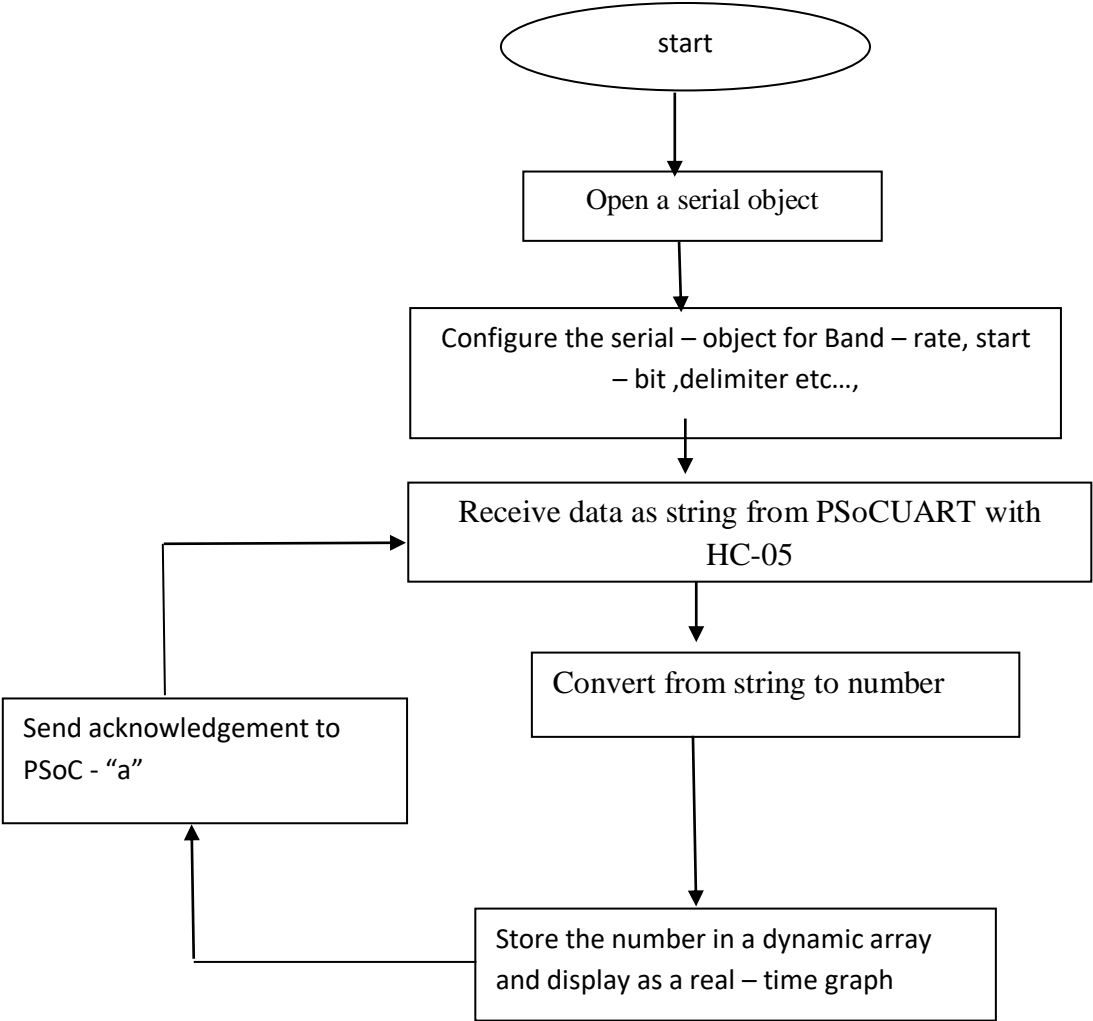 start
Open a serial object
Configure the serial – object for Band – rate, start
– bit ,delimiter etc…,
Receive data as string from PSoCUART with
HC-05
Convert from string to number
Send acknowledgement to
PSoC - “a”
Store the number in a dynamic array
and display as a real – time graph